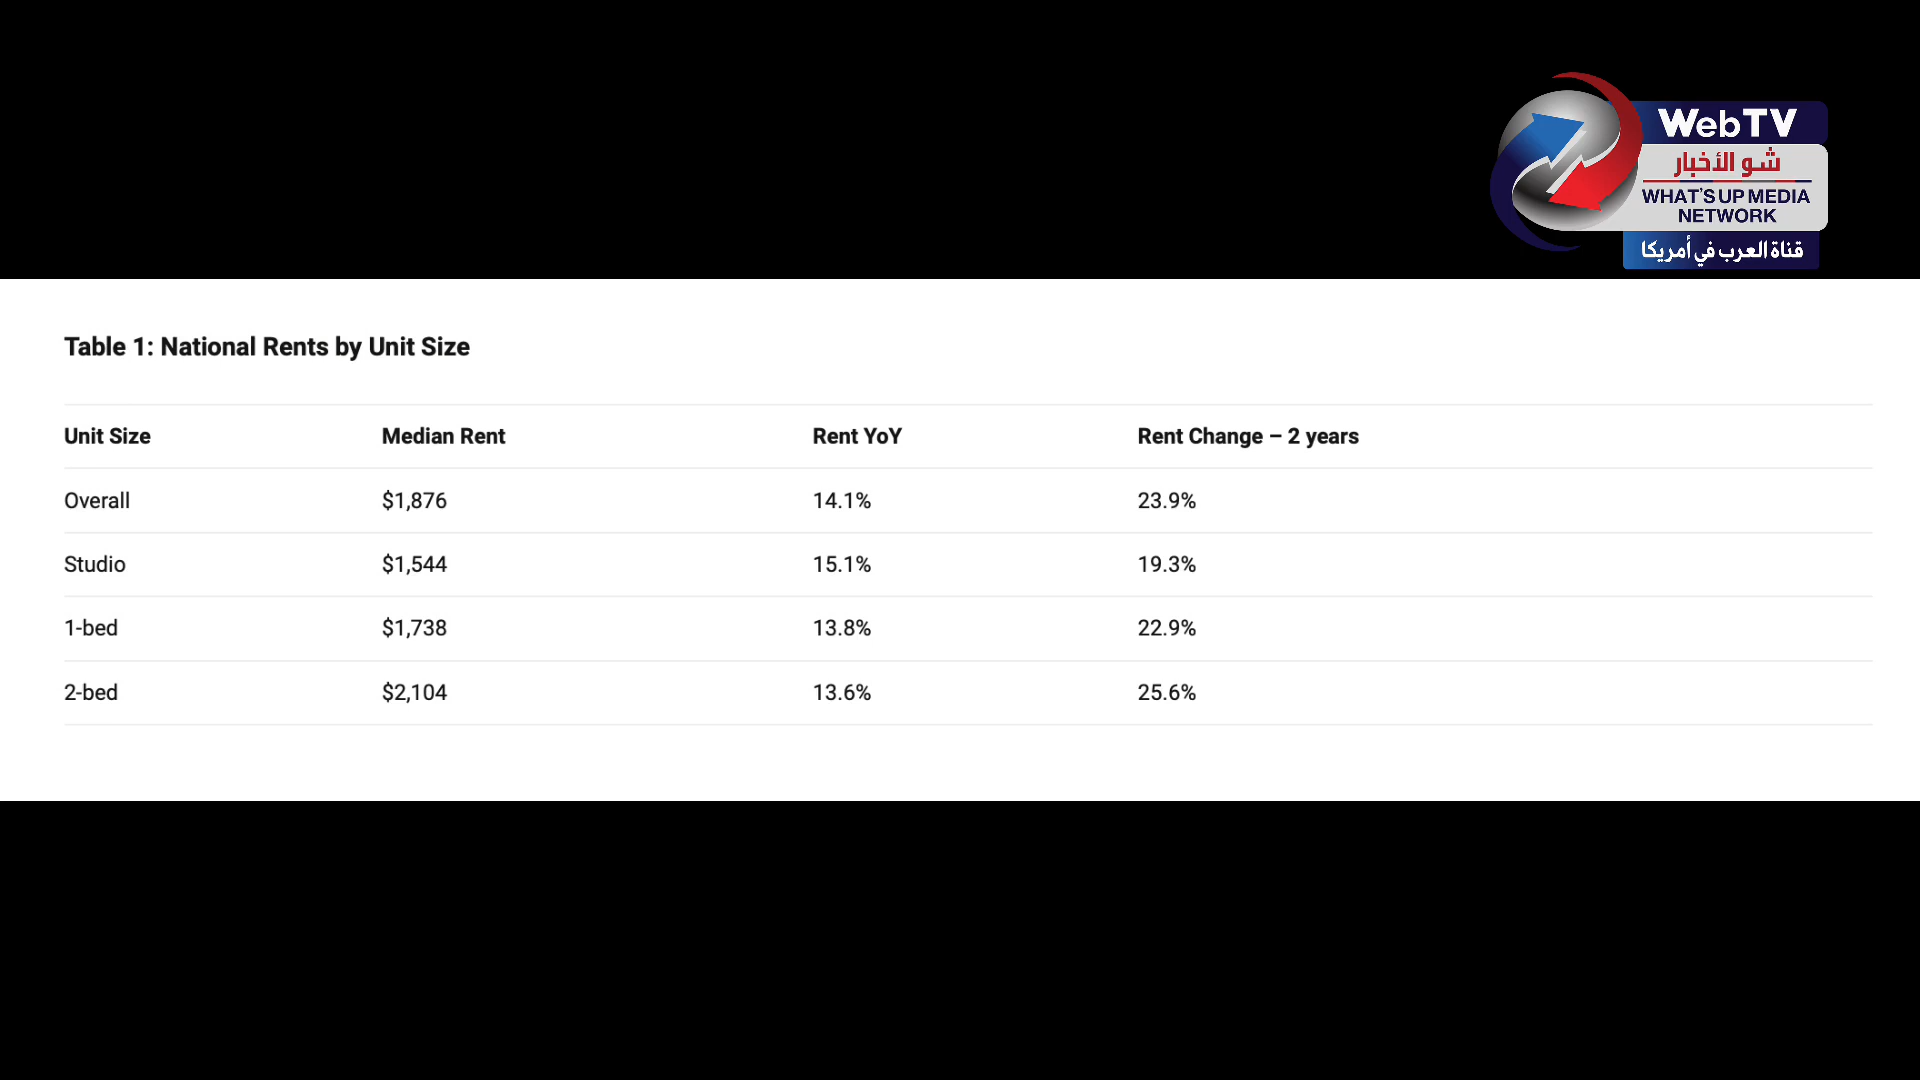 WebTV
شو الأخبار
WHAT'S UP MEDIA
NETWORK
قناة العرب في أمريكا
Table 1: National Rents by Unit Size
Unit Size Median Rent Rent YoY Rent Change – 2 years
Overall $1,876 14.1% 23.9%
Studio $1,544 15.1% 19.3%
1-bed $1,738 13.8% 22.9%
2-bed $2,104 13.6% 25.6%